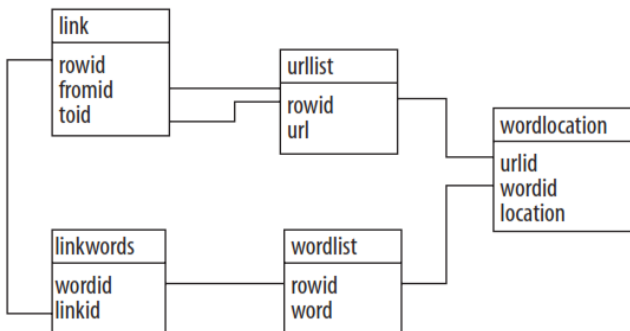 link
rowid
fromid
toid
urllist
rowid
url
wordlocation
urlid
wordid
location
linkwords
wordid
linkid
wordlist
rowid
word